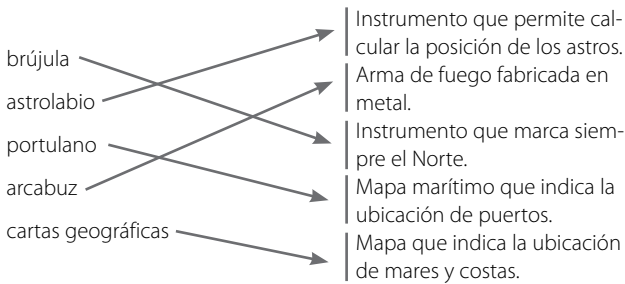 brújula
astrolabio
portulano
arcabuz
cartas geográficas
Instrumento que permite cal-
cular la posición de los astros.
Arma de fuego fabricada en
metal.
Instrumento que marca siem-
pre el Norte.
Mapa marítimo que indica la
ubicación de puertos.
Mapa que indica la ubicación
de mares y costas.